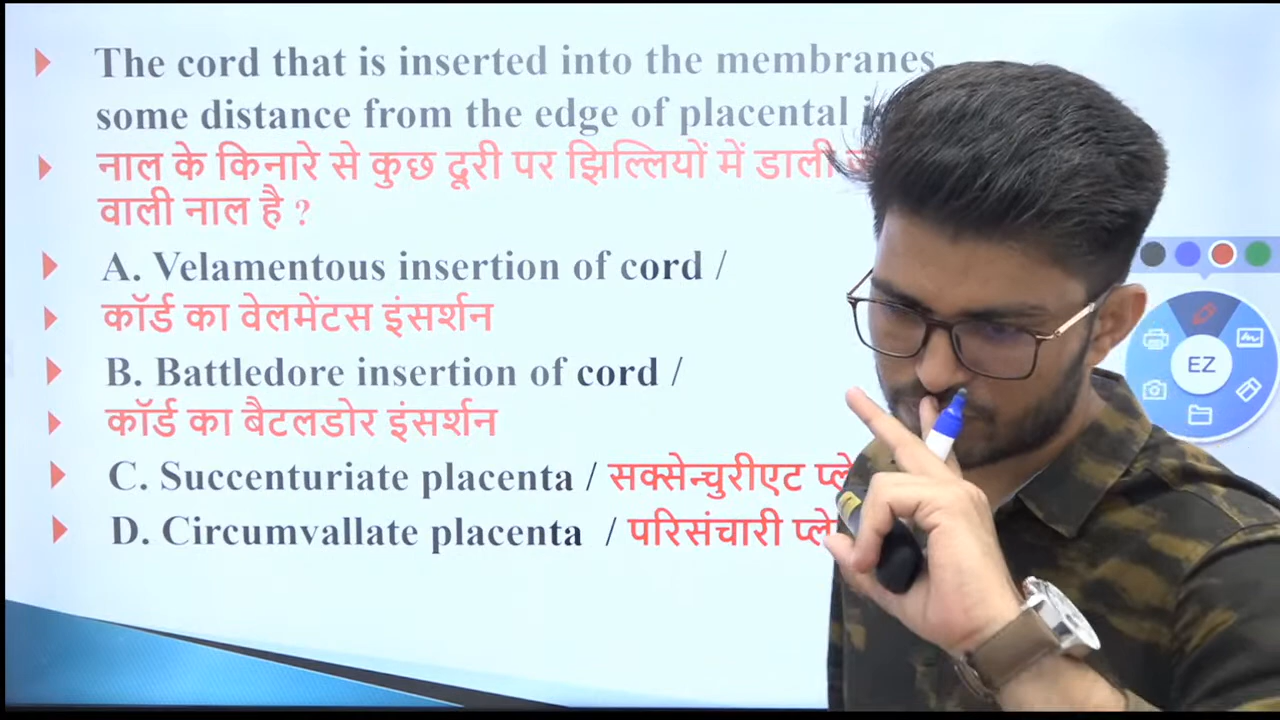 The cord that is inserted into the membranes
some distance from the edge of placental
नाल के किनारे से कुछ दूरी पर झिल्लियों में डाली
वाली नाल है ?
A. Velamentous insertion of cord /
कॉर्ड का वेलमेंटस इंसर्शन
B. Battledore insertion of cord /
कॉर्ड का बैटलडोर इंसर्शन
C. Succenturiate placenta / सक्सेन्चुरीएट
D. Circumvallate placenta / परिसंचारी
EZ